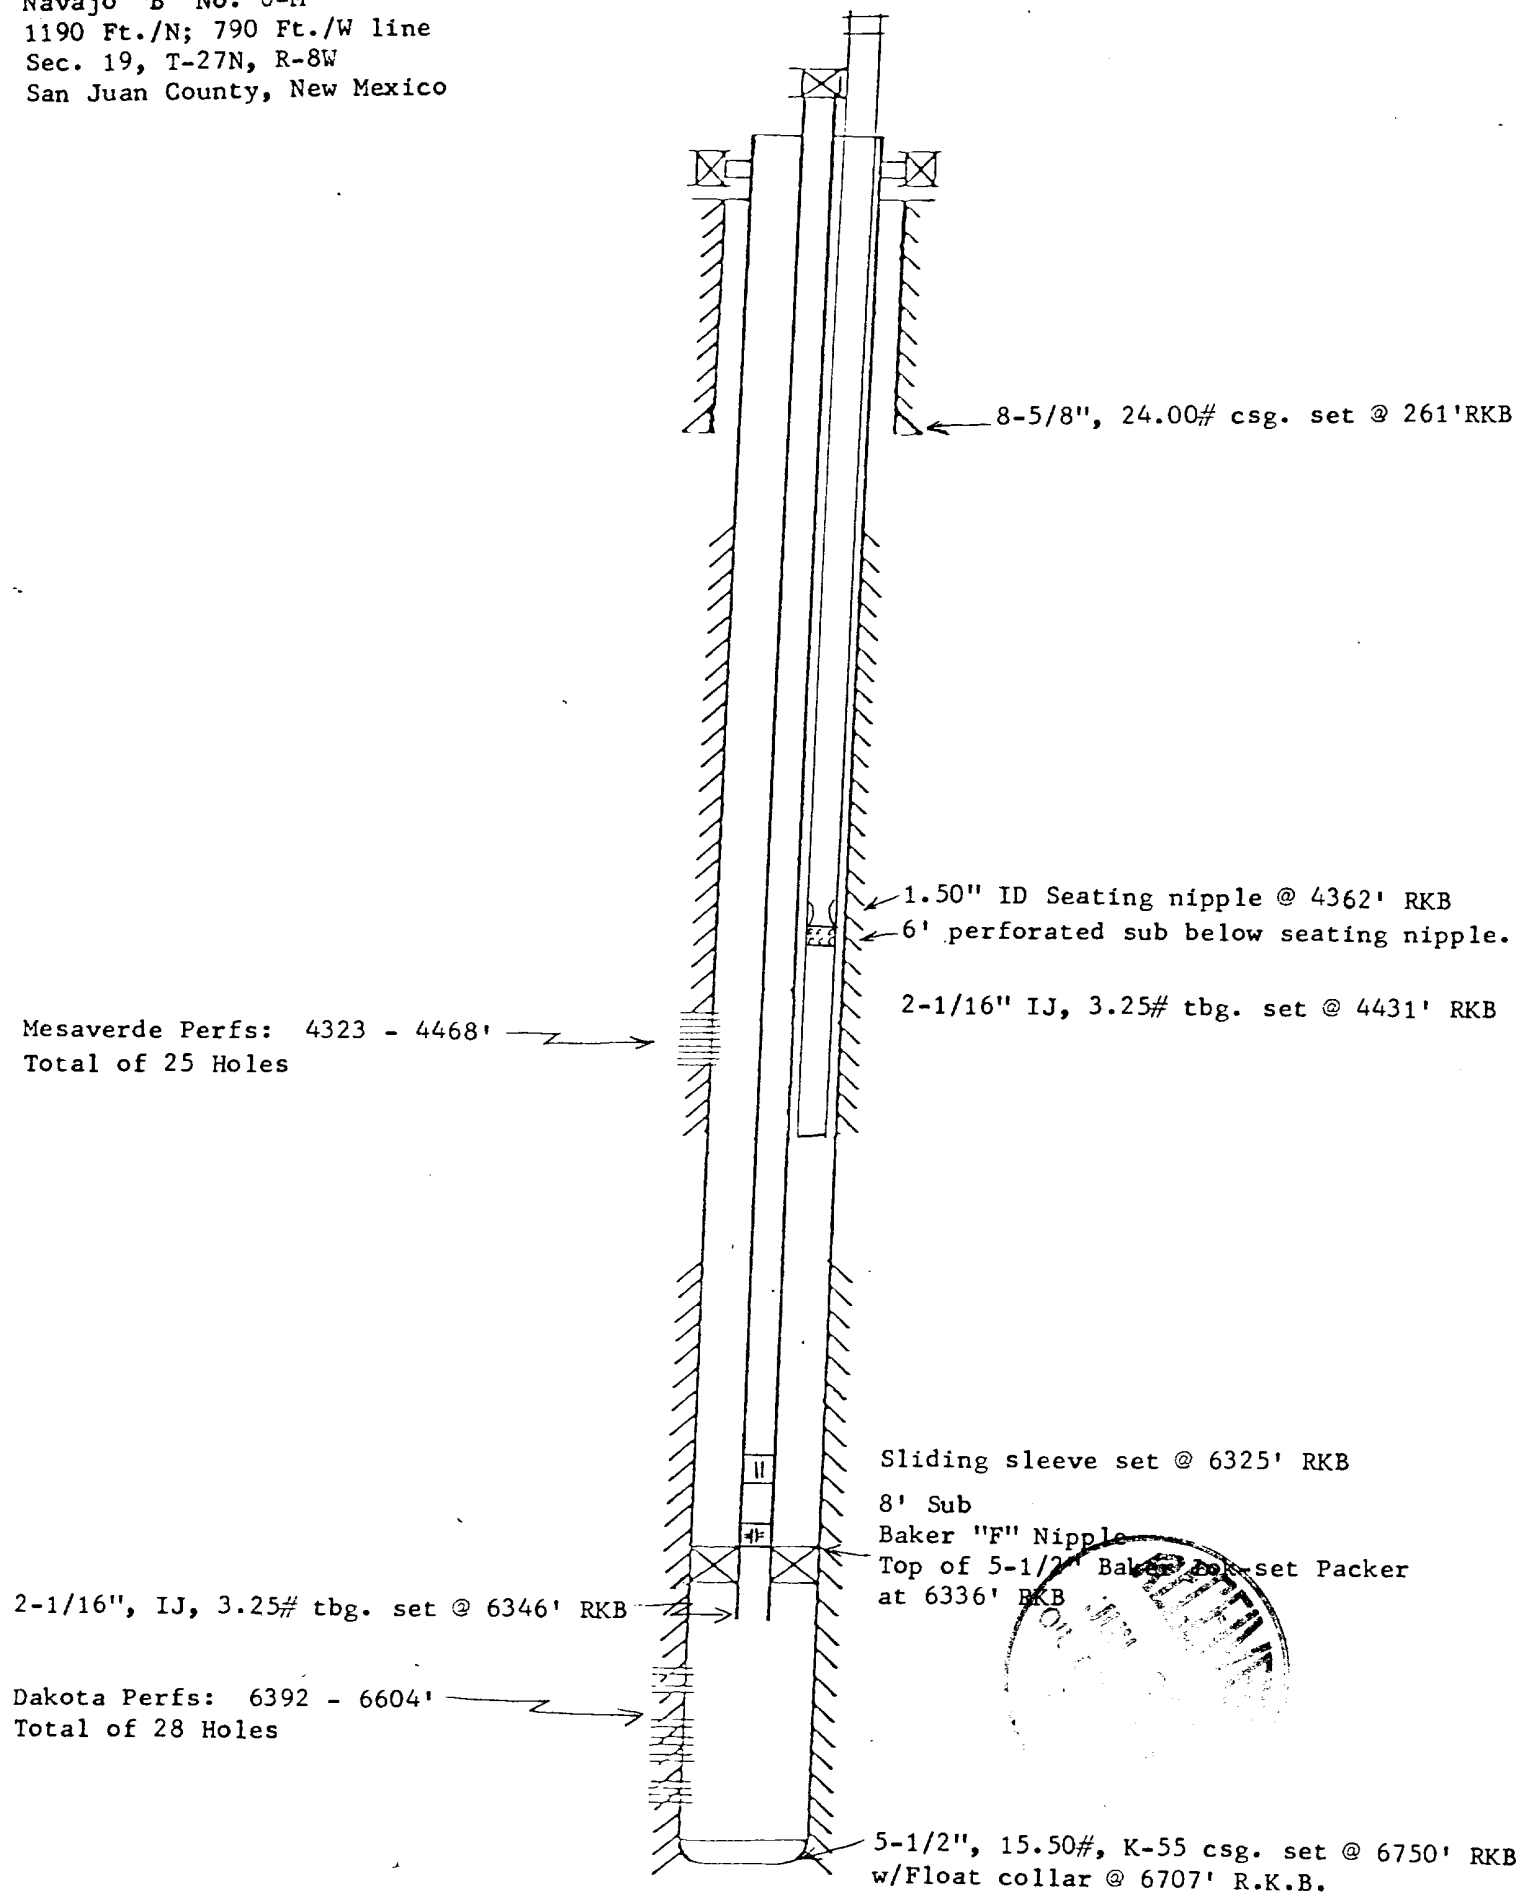 Navajo "B" No.
1190 Ft./N; 790 Ft./W line
Sec. 19, T-27N, R-8W
San Juan County, New Mexico
8-5/8", 24.00# csg. set @ 261'RKB
1.50" ID Seating nipple @ 4362' RKB
6' perforated sub below seating nipple.
2-1/16" IJ, 3.25# tbg. set @ 4431' RKB
Mesaverde Perfs: 4323 - 4468'
Total of 25 Holes
Sliding sleeve set @ 6325' RKB
8' Sub
Baker "F" Nipple
Top of 5-1/2" Baker Lok-set Packer
at 6336' RKB
2-1/16", IJ, 3.25# tbg. set @ 6346' RKB
Dakota Perfs: 6392 - 6604'
Total of 28 Holes
5-1/2", 15.50#, K-55 csg. set @ 6750' RKB
w/Float collar @ 6707' R.K.B.